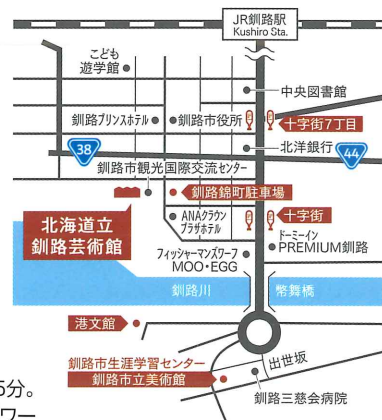 JR釧路駅
Kushiro Sta.
こども
遊学館
中央図書館
釧路プリンスホテル
釧路市役所
十字街7丁目
38
北洋銀行
44
釧路市観光国際交流センター
釧路錦町駐車場
北海道立
釧路芸術館
ANAクラウン
プラザホテル
十字街
ドーミーイン
PREMIUM釧路
フィッシャーマンズワーフ
MOO・EGG
釧路川
幣舞橋
港文館
出世坂
釧路市生涯学習センター
釧路市立美術館
釧路三慈会病院
5分。
ワー